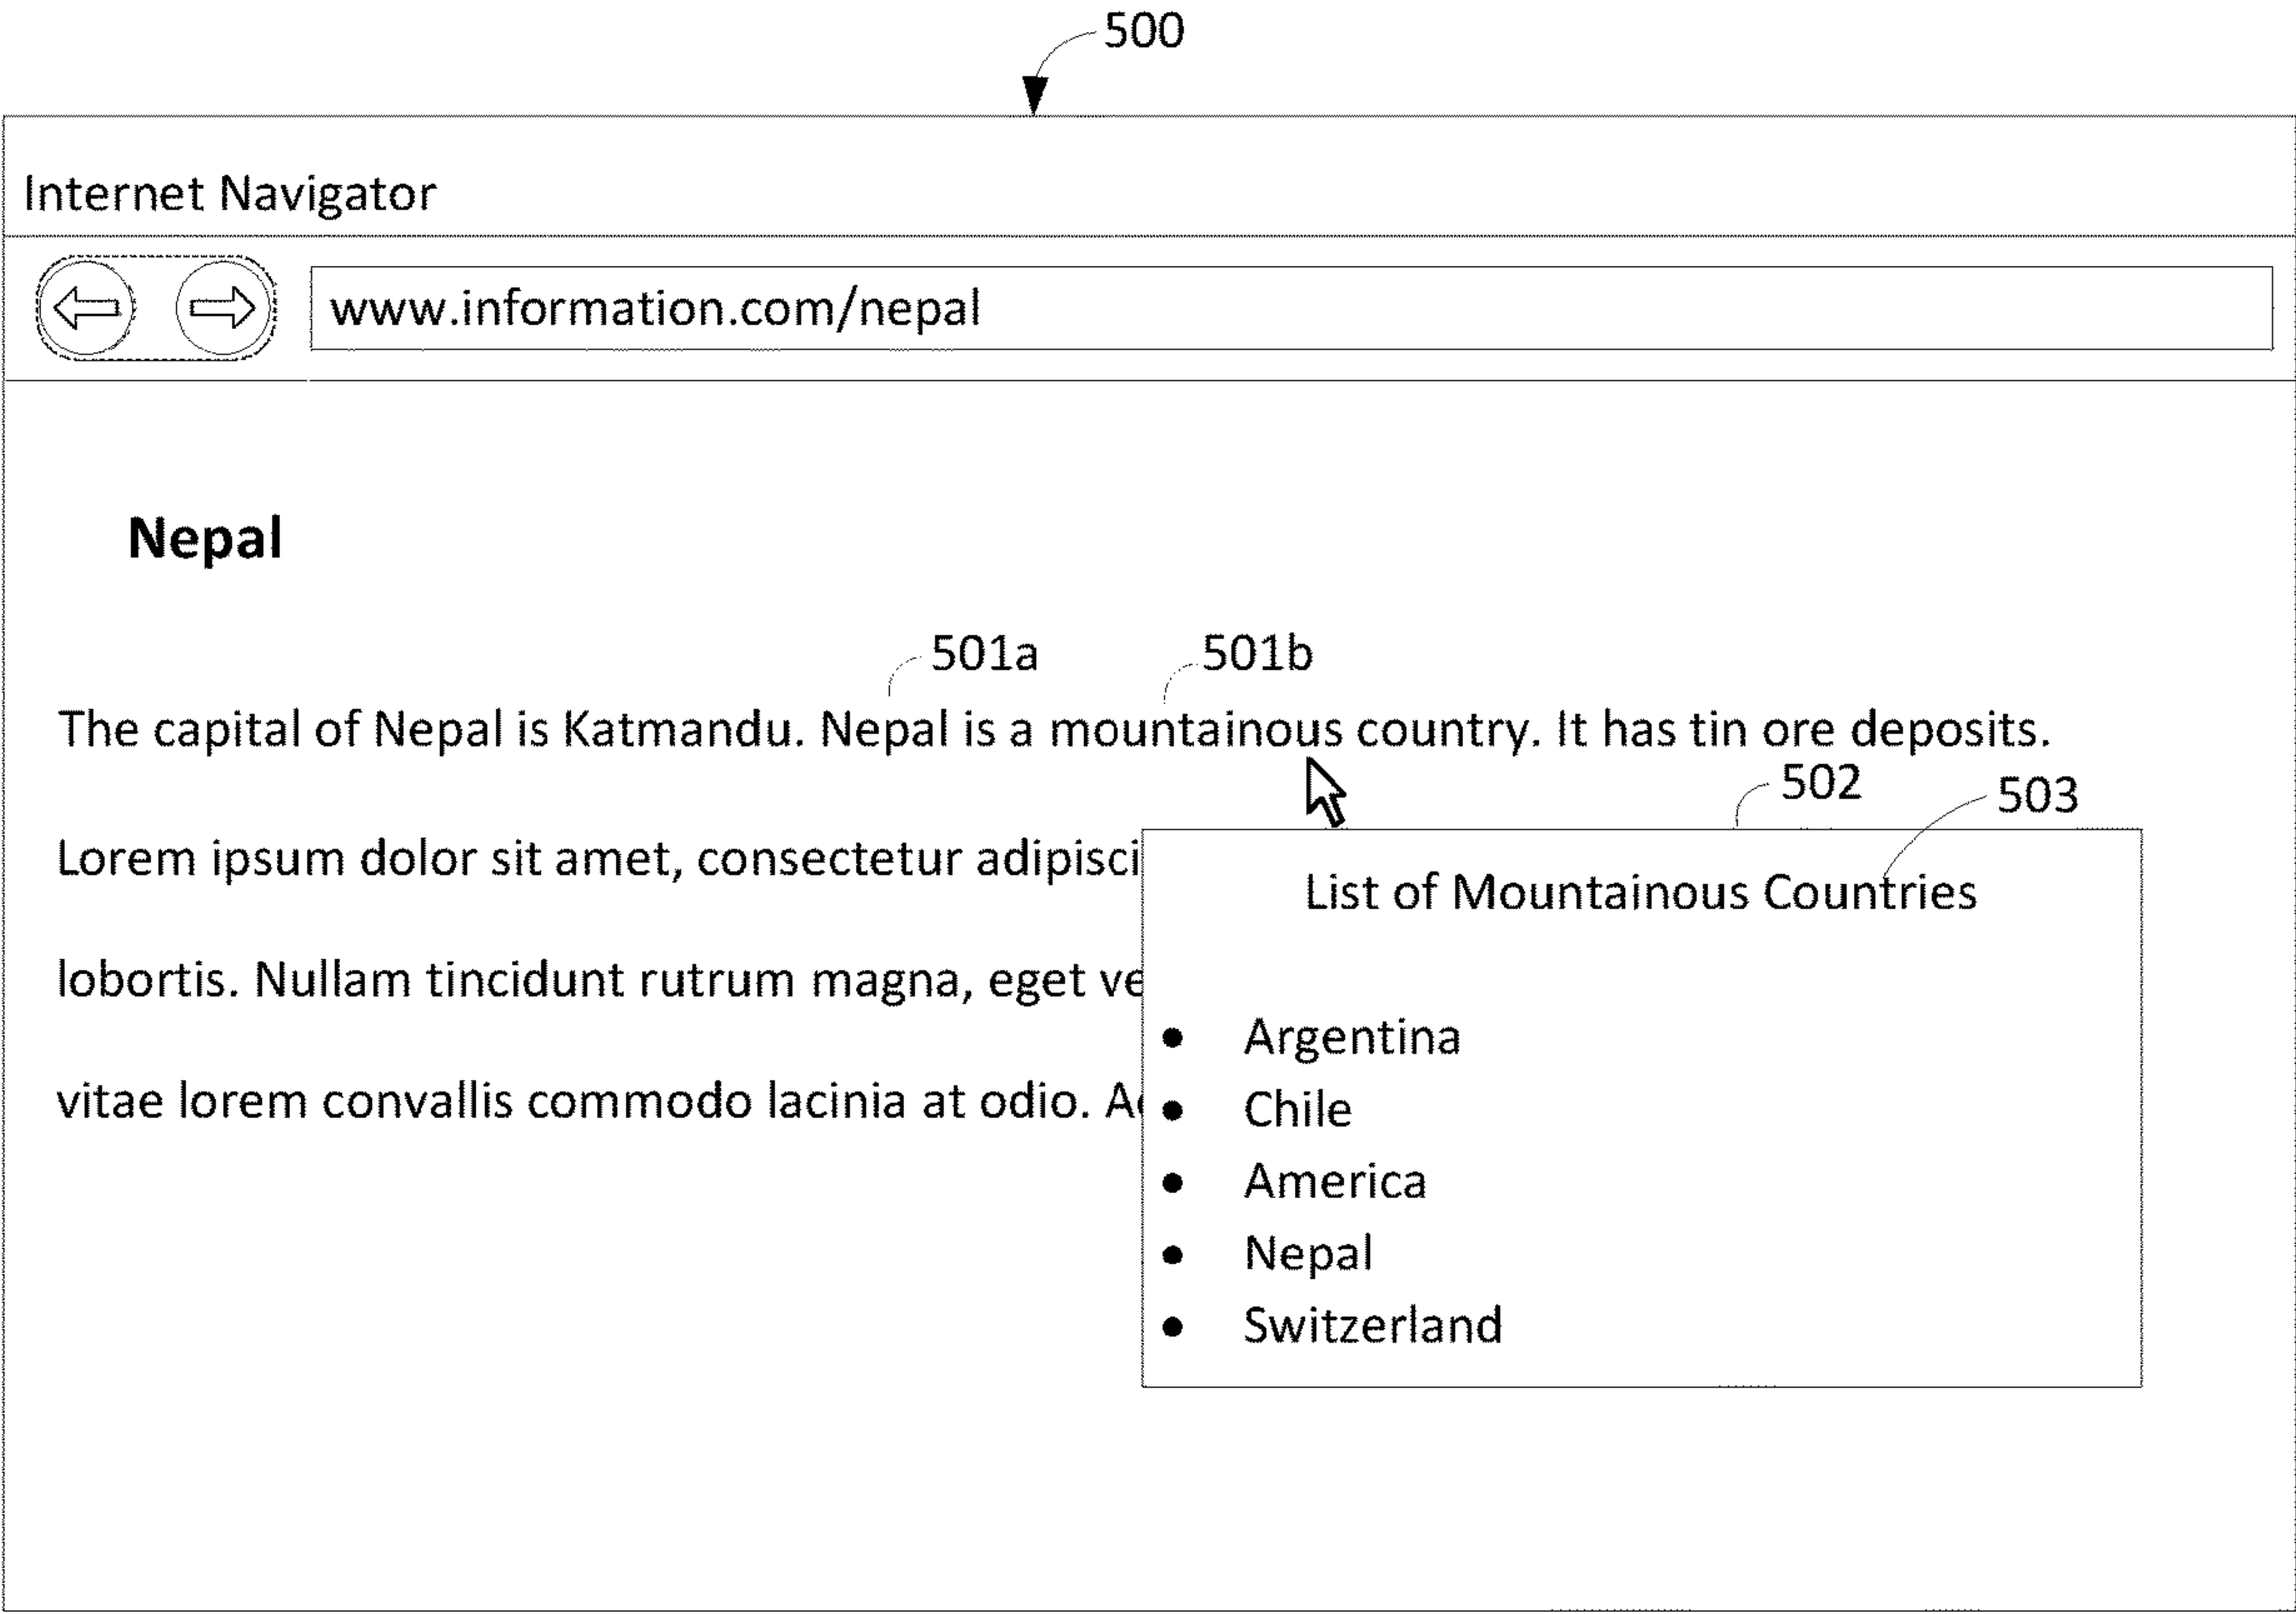 500
Internet Navigator
www.information.com/nepal
Nepal
501a 501b
The capital of Nepal is Katmandu. Nepal is a mountainous country. It has tin ore deposits.
502 503
Lorem ipsum dolor sit amet, consectetur adipisci
List of Mountainous Countries
lobortis. Nullam tincidunt rutrum magna, eget ve
• Argentina
vitae lorem convallis commodo lacinia at odio. Ac
• Chile
• America
• Nepal
• Switzerland